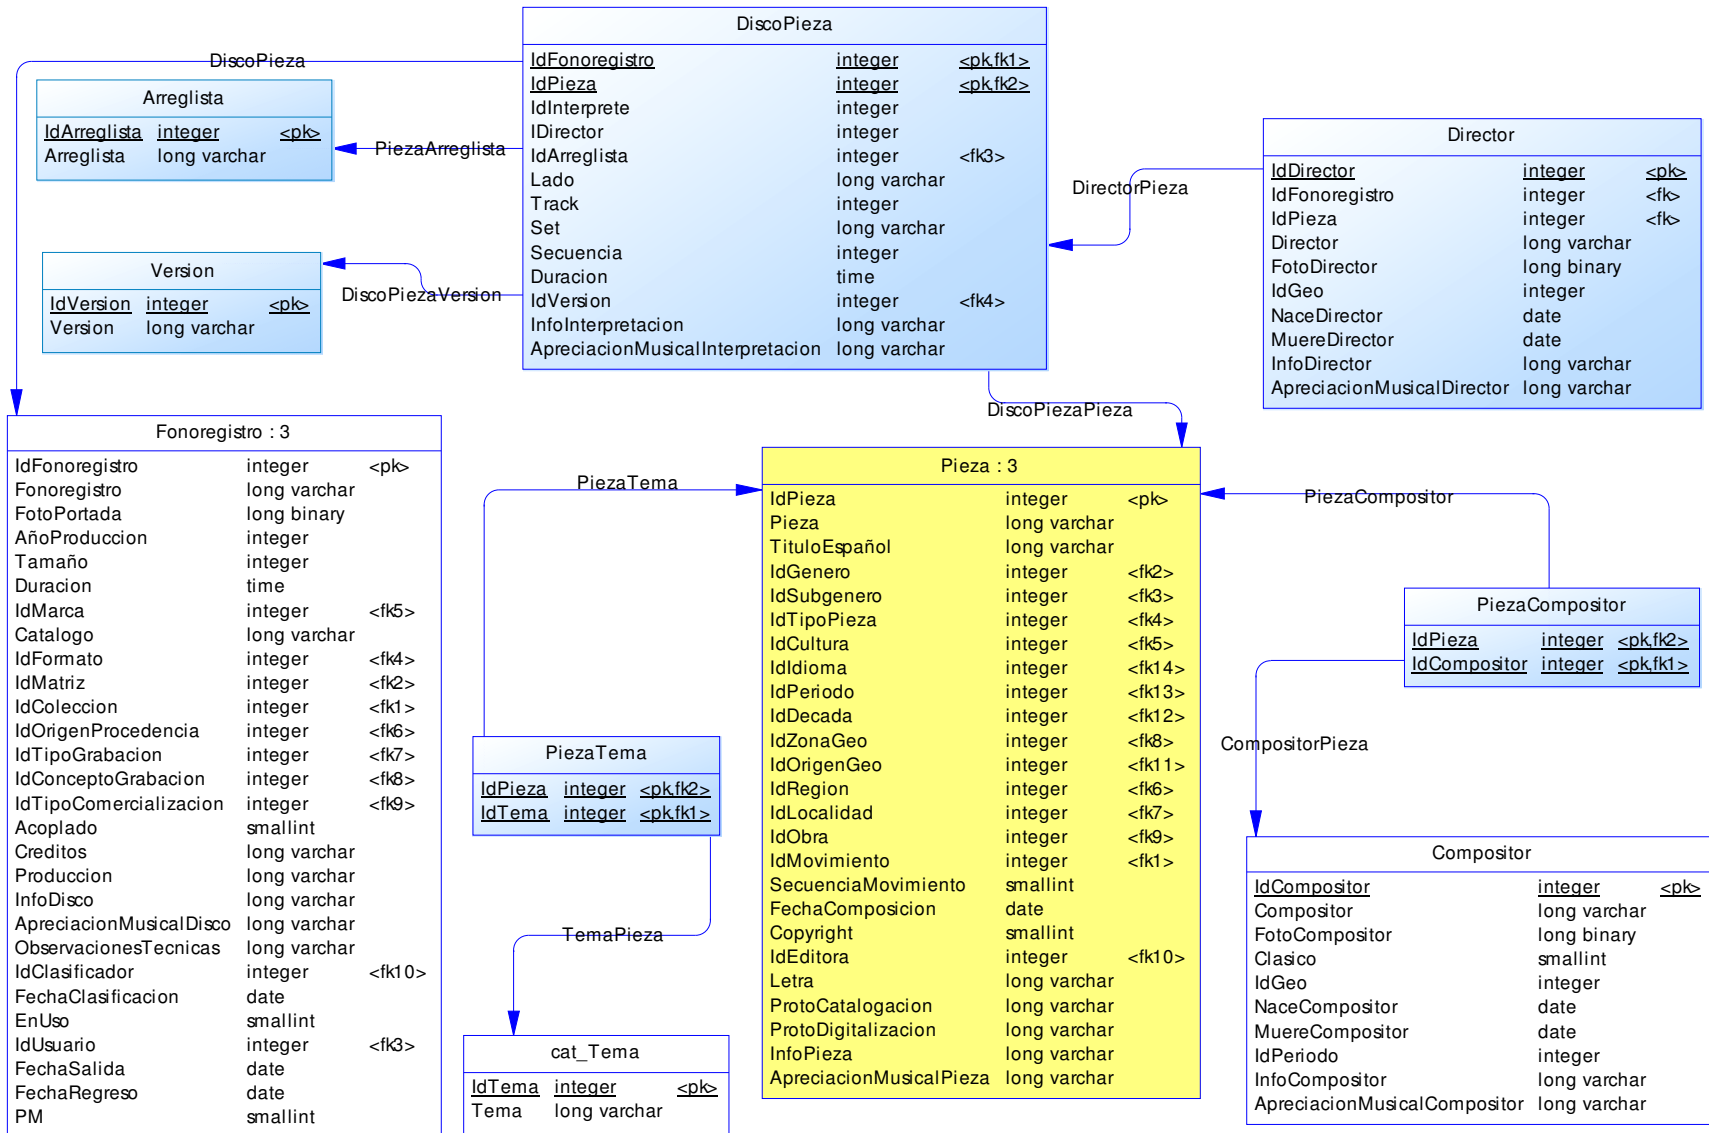 DiscoPieza
IdFonoregistro integer <pk,fk1>
IdPieza integer <pk,fk2>
IdInterprete integer
IDirector integer
IdArreglista integer <fk3>
Lado long varchar
Track integer
Set long varchar
Secuencia integer
Duracion time
IdVersion integer <fk4>
InfoInterpretacion long varchar
ApreciacionMusicalInterpretacion long varchar
DiscoPieza
Arreglista
IdArreglista integer <pk>
Arreglista long varchar
PiezaArreglista
Version
IdVersion integer <pk>
Version long varchar
DiscoPiezaVersion
Director
IdDirector integer <pk>
IdFonoregistro integer <fk>
IdPieza integer <fk>
Director long varchar
FotoDirector long binary
IdGeo integer
NaceDirector date
MuereDirector date
InfoDirector long varchar
ApreciacionMusicalDirector long varchar
DirectorPieza
DiscoPiezaPieza
Fonoregistro : 3
IdFonoregistro integer <pk>
Fonoregistro long varchar
FotoPortada long binary
AñoProduccion integer
Tamaño integer
Duracion time
IdMarca integer <fk5>
Catalogo long varchar
IdFormato integer <fk4>
IdMatriz integer <fk2>
IdColeccion integer <fk1>
IdOrigenProcedencia integer <fk6>
IdTipoGrabacion integer <fk7>
IdConceptoGrabacion integer <fk8>
IdTipoComercializacion integer <fk9>
Acoplado smallint
Creditos long varchar
Produccion long varchar
InfoDisco long varchar
ApreciacionMusicalDisco long varchar
ObservacionesTecnicas long varchar
IdClasificador integer <fk10>
FechaClasificacion date
EnUso smallint
IdUsuario integer <fk3>
FechaSalida date
FechaRegreso date
PM smallint
PiezaTema
PiezaTema
IdPieza integer <pk,fk2>
IdTema integer <pk,fk1>
TemaPieza
cat_Tema
IdTema integer <pk>
Tema long varchar
Pieza : 3
IdPieza integer <pk>
Pieza long varchar
TituloEspañol long varchar
IdGenero integer <fk2>
IdSubgenero integer <fk3>
IdTipoPieza integer <fk4>
IdCultura integer <fk5>
IdIdioma integer <fk14>
IdPeriodo integer <fk13>
IdDecada integer <fk12>
IdZonaGeo integer <fk8>
IdOrigenGeo integer <fk11>
IdRegion integer <fk6>
IdLocalidad integer <fk7>
IdObra integer <fk9>
IdMovimiento integer <fk1>
SecuenciaMovimiento smallint
FechaComposicion date
Copyright smallint
IdEditora integer <fk10>
Letra long varchar
ProtoCatalogacion long varchar
ProtoDigitalizacion long varchar
InfoPieza long varchar
ApreciacionMusicalPieza long varchar
PiezaCompositor
PiezaCompositor
IdPieza integer <pk,fk2>
IdCompositor integer <pk,fk1>
CompositorPieza
Compositor
IdCompositor integer <pk>
Compositor long varchar
FotoCompositor long binary
Clasico smallint
IdGeo integer
NaceCompositor date
MuereCompositor date
IdPeriodo integer
InfoCompositor long varchar
ApreciacionMusicalCompositor long varchar